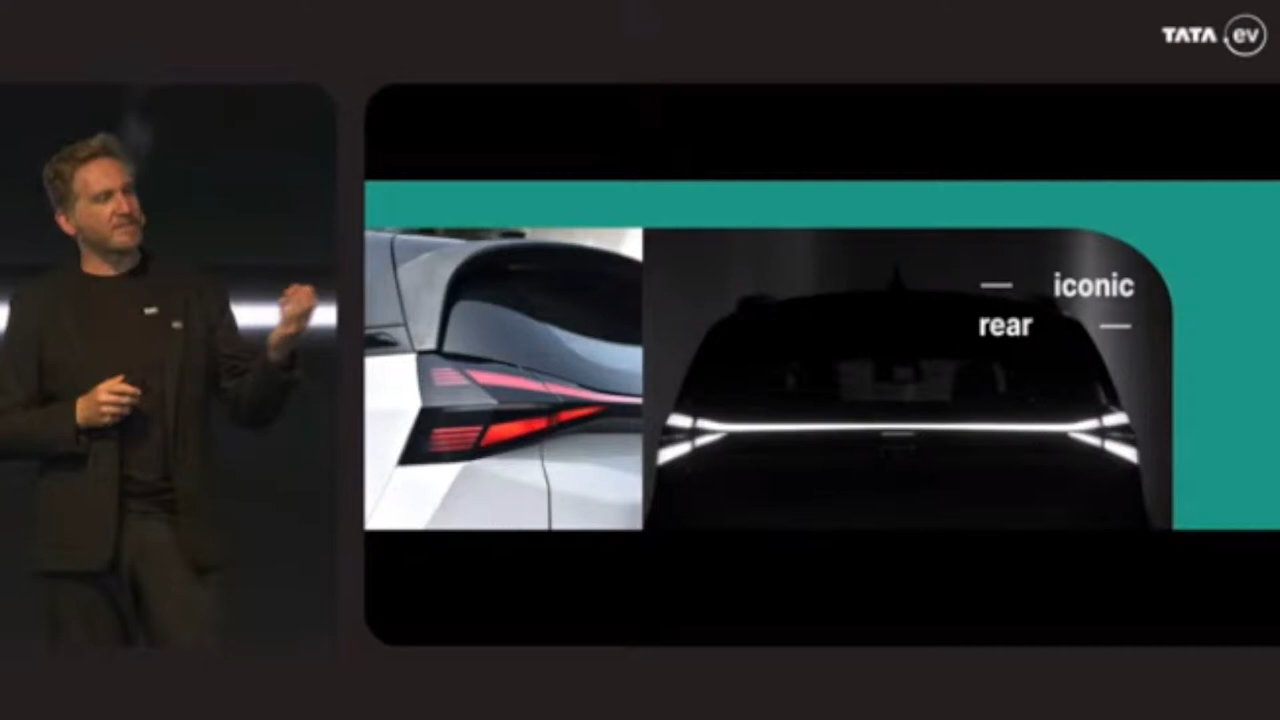 TATA .ev
— iconic
rear —